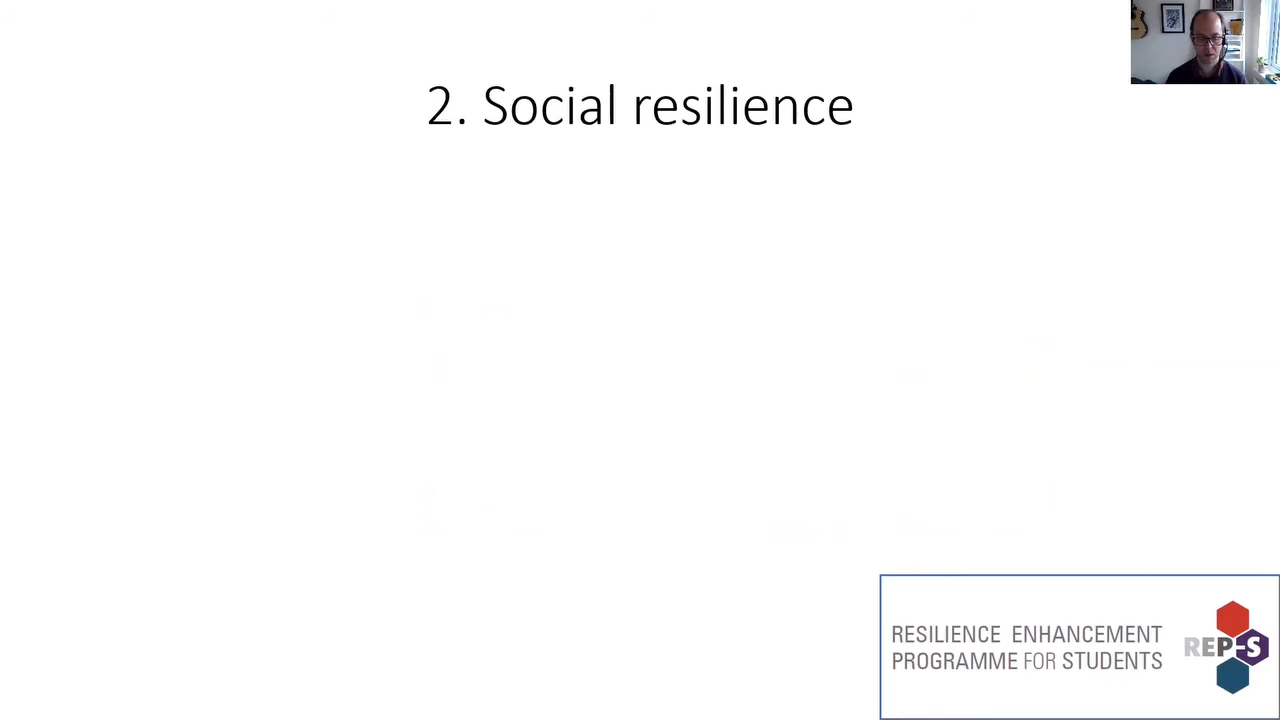 2. Social resilience
RESILIENCE ENHANCEMENT
PROGRAMME FOR STUDENTS
REP-S